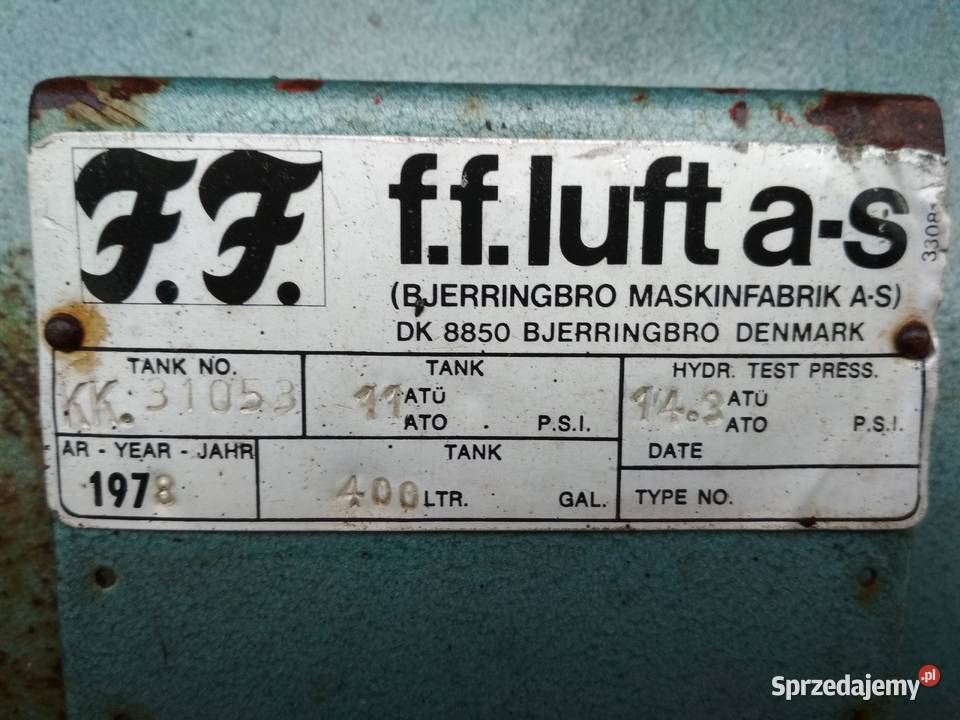 F.F.
f.f. luft a-s
(BJERRINGBRO MASKINFABRIK A-S)
DK 8850 BJERRINGBRO DENMARK
33081
TANK NO.
KK. 31053
TANK
11 ATÜ
ATO P.S.I.
HYDR. TEST PRESS.
14.3 ATÜ
ATO P.S.I.
DATE
AR - YEAR - JAHR
1978
TANK
400 LTR. GAL.
TYPE NO.
Sprzedajemy.pl